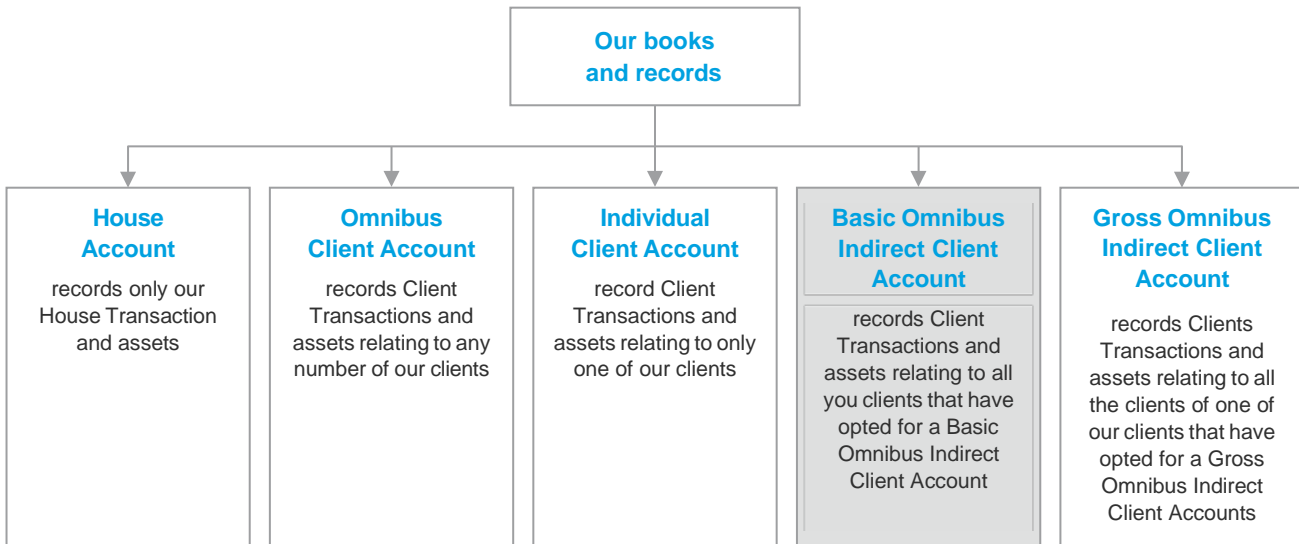 Our books
and records
House
Account
records only our
House Transaction
and assets
Omnibus
Client Account
records Client
Transactions and
assets relating to any
number of our clients
Individual
Client Account
record Client
Transactions and
assets relating to only
one of our clients
Basic Omnibus
Indirect Client
Account
records Client
Transactions and
assets relating to all
you clients that have
opted for a Basic
Omnibus Indirect
Client Account
Gross Omnibus
Indirect Client
Account
records Clients
Transactions and
assets relating to all
the clients of one of
our clients that have
opted for a Gross
Omnibus Indirect
Client Accounts